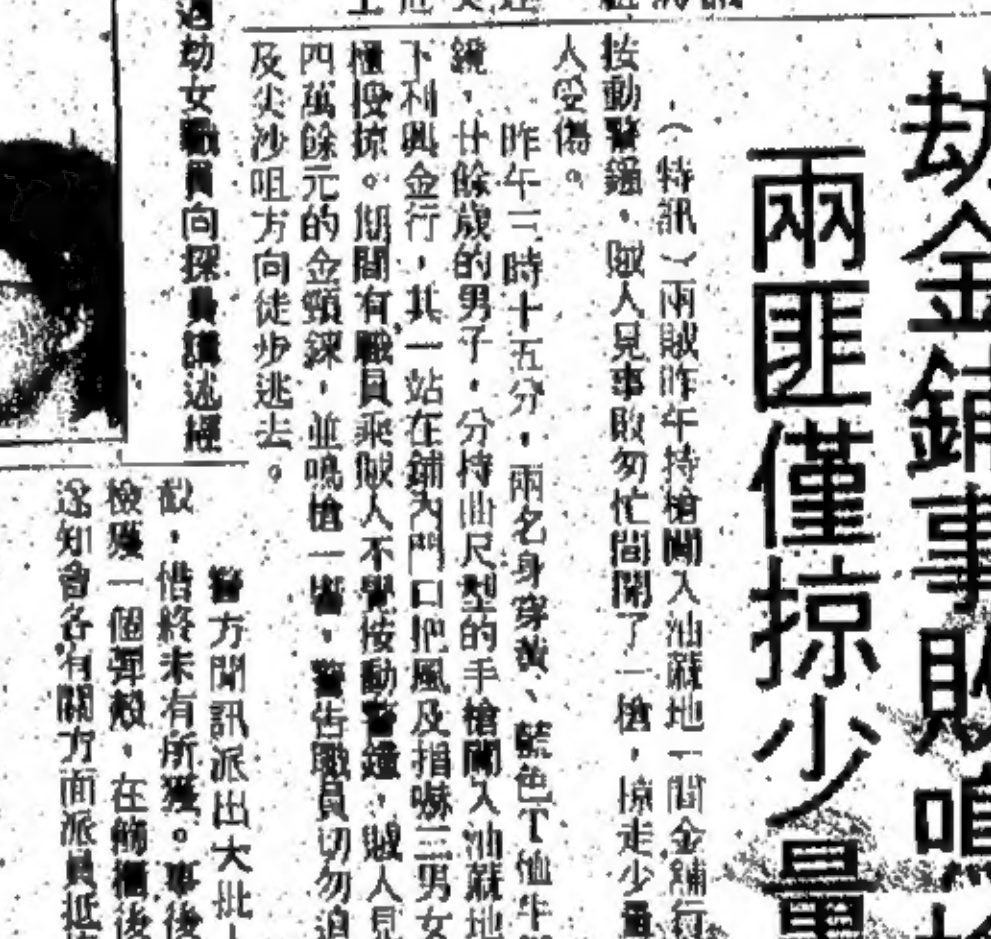 劫金鋪事敗鳴槍
兩匪僅掠少量
（特訊）兩賊昨午持槍闖入油蔴地一間金鋪行
按動警鐘。賊人見事敗匆忙間開了一槍，掠走少量
人受傷。
昨午三時十五分，兩名身穿黃、藍色T恤牛
鏡，廿餘歲的男子，分持曲尺型的手槍闖入油蔴地
下利興金行，其一站在鋪內門口把風及指嚇三男女
櫃搜掠。期間有職員乘賊人不覺按動警鐘，賊人見
四萬餘元的金頸鍊，並鳴槍一響，警告職員切勿追
及尖沙咀方向徒步逃去。
過劫女職員向探員講述經
警方聞訊派出大批
截，惜終未有所獲。事後
檢獲一個彈殼，在飾櫃後
途知會各有關方面派員抵